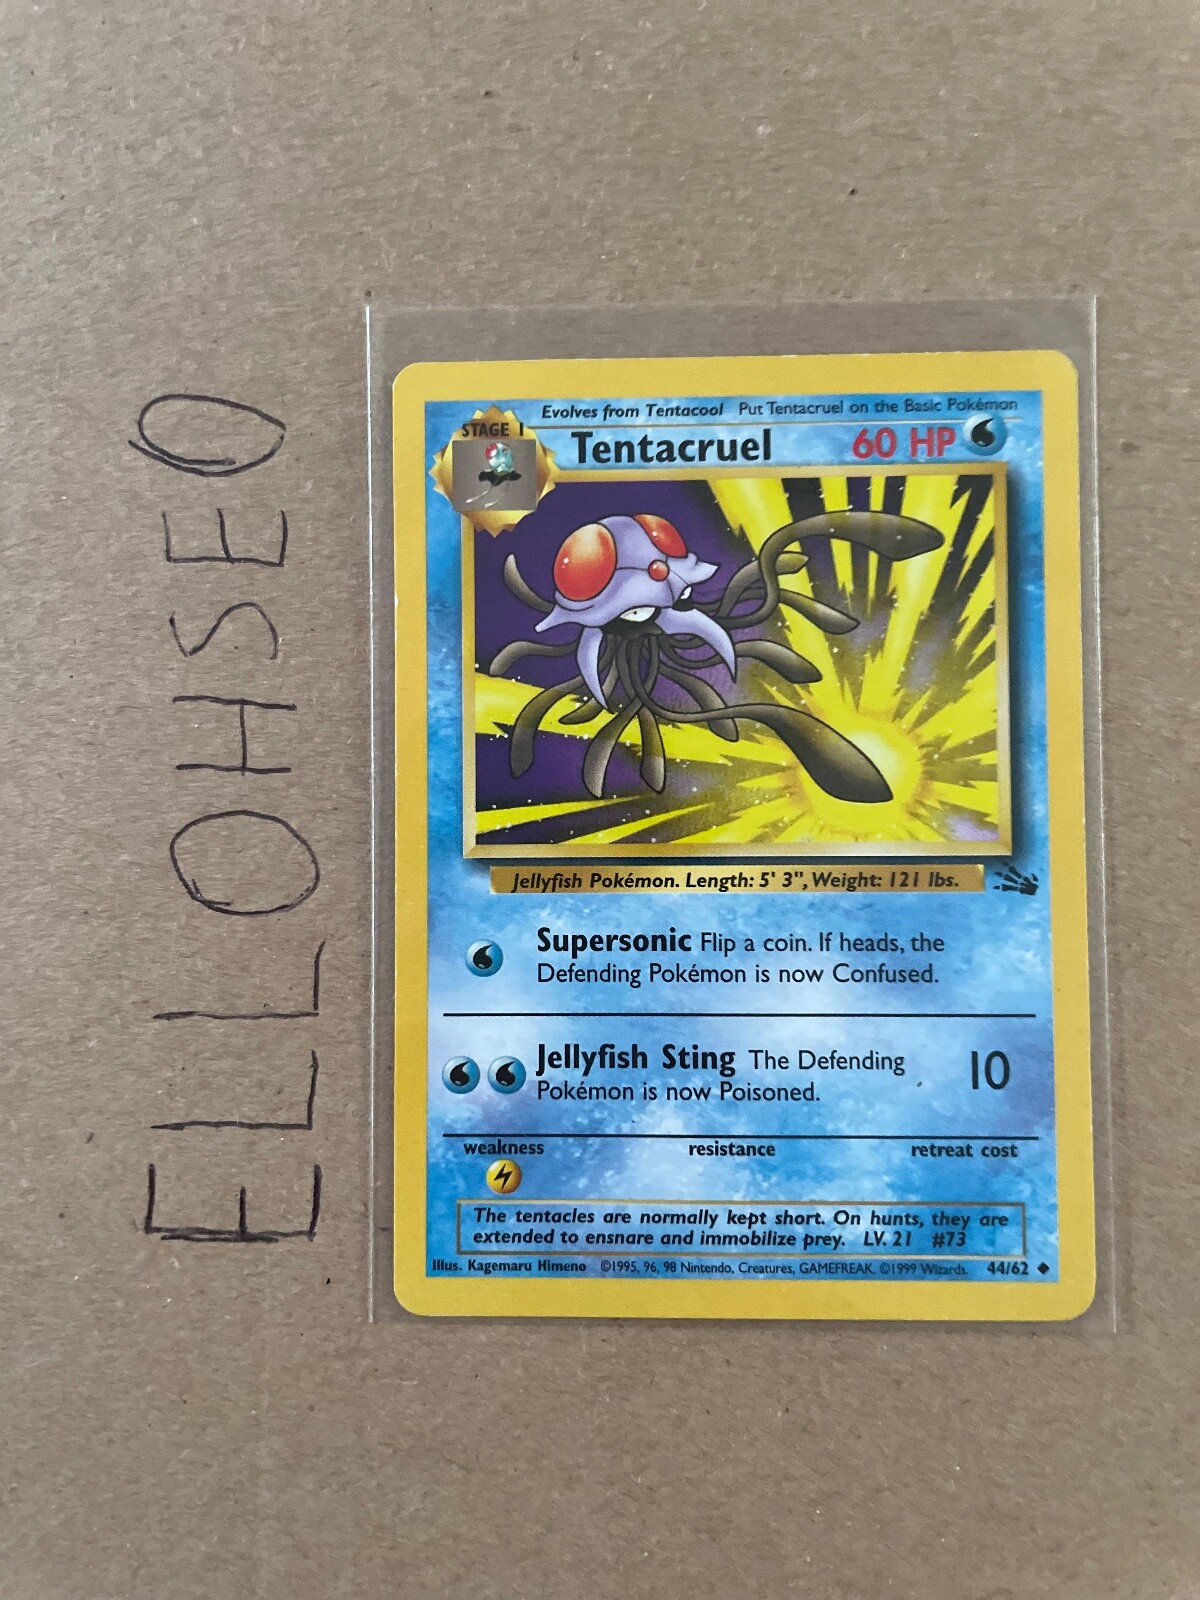 ELLOHSEO
Evolves from Tentacool Put Tentacruel on the Basic Pokémon
STAGE 1
Tentacruel 60 HP
Jellyfish Pokémon. Length: 5' 3", Weight: 121 lbs.
Supersonic Flip a coin. If heads, the
Defending Pokémon is now Confused.
Jellyfish Sting The Defending 10
Pokémon is now Poisoned.
weakness resistance retreat cost
The tentacles are normally kept short. On hunts, they are
extended to ensnare and immobilize prey. LV. 21 #73
Illus. Kagemaru Himeno ©1995, 96, 98 Nintendo, Creatures, GAMEFREAK. ©1999 Wizards. 44/62